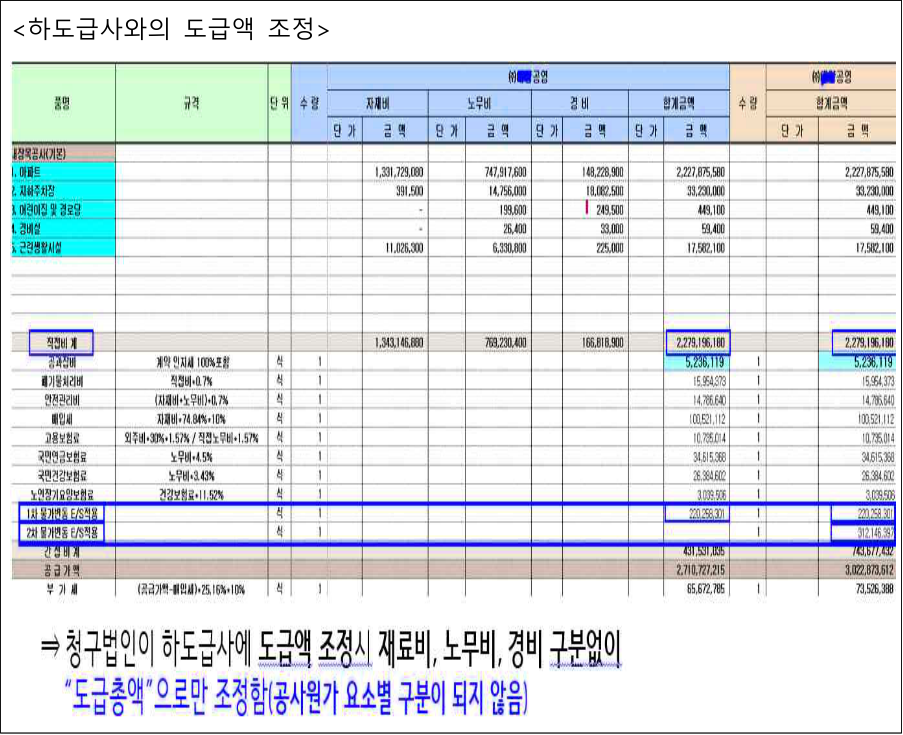 <하도급사와의 도급액 조정>
㈜ 공영 ㈜ 공영
품명 규격 단위 수량 자재비 노무비 경비 합계금액 수량 합계금액
단가 금액 단가 금액 단가 금액 단가 금액 단가 금액
내장목공사(기본)
1. 아파트 1,331,729,080 747,917,600 148,228,900 2,227,875,580 2,227,875,580
2. 지하주차장 391,500 14,756,000 18,082,500 33,230,000 33,230,000
3. 어린이집 및 경로당 - 199,600 249,500 449,100 449,100
4. 경비실 - 26,400 33,000 59,400 59,400
5. 근린생활시설 11,026,300 6,330,800 225,000 17,582,100 17,582,100
직접비 계 1,343,146,880 769,230,400 166,818,900 2,279,196,180 2,279,196,180
공과잡비 계약 인지세 100%포함 식 1 5,236,119 1 5,236,119
폐기물처리비 직접비*0.7% 식 1 15,954,373 1 15,954,373
안전관리비 (자재비+노무비)*0.7% 식 1 14,786,640 1 14,786,640
매입세 자재비*74.84%*10% 식 1 100,521,112 1 100,521,112
고용보험료 외주비*30%*1.57% / 직접노무비*1.57% 식 1 10,735,014 1 10,735,014
국민연금보험료 노무비*4.5% 식 1 34,615,368 1 34,615,368
국민건강보험료 노무비*3.43% 식 1 26,384,602 1 26,384,602
노인장기요양보험료 건강보험료*11.52% 식 1 3,039,506 1 3,039,506
1차 물가변동 E/S적용 식 1 220,258,301 1 220,258,301
2차 물가변동 E/S적용 식 1 1 312,146,397
간접비계 431,531,035 743,677,432
공급가액 2,710,727,215 3,022,873,612
부가세 (공급가액-매입세)*25.16%*10% 식 1 65,672,785 1 73,526,388
⇒ 청구법인이 하도급사에 도급액 조정시 재료비, 노무비, 경비 구분없이
“도급총액”으로만 조정함(공사원가 요소별 구분이 되지 않음)